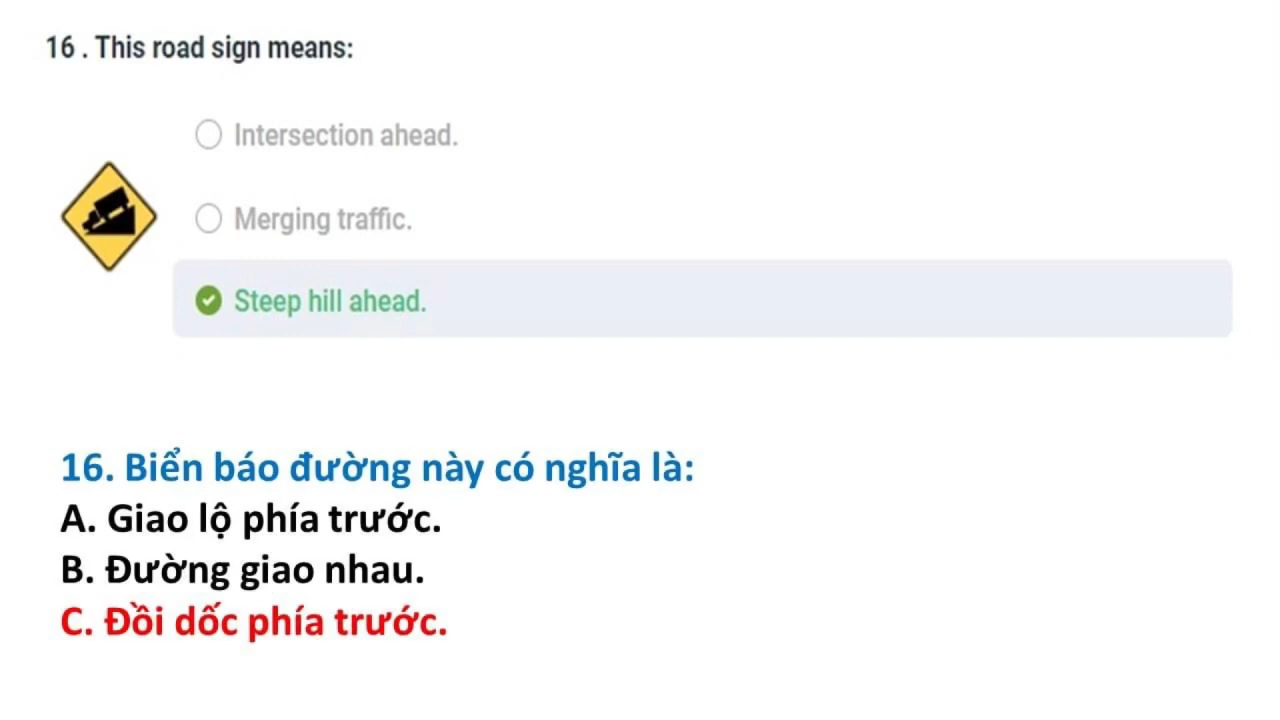 16 . This road sign means:
Intersection ahead.
Merging traffic.
Steep hill ahead.
16. Biển báo đường này có nghĩa là:
A. Giao lộ phía trước.
B. Đường giao nhau.
C. Đồi dốc phía trước.